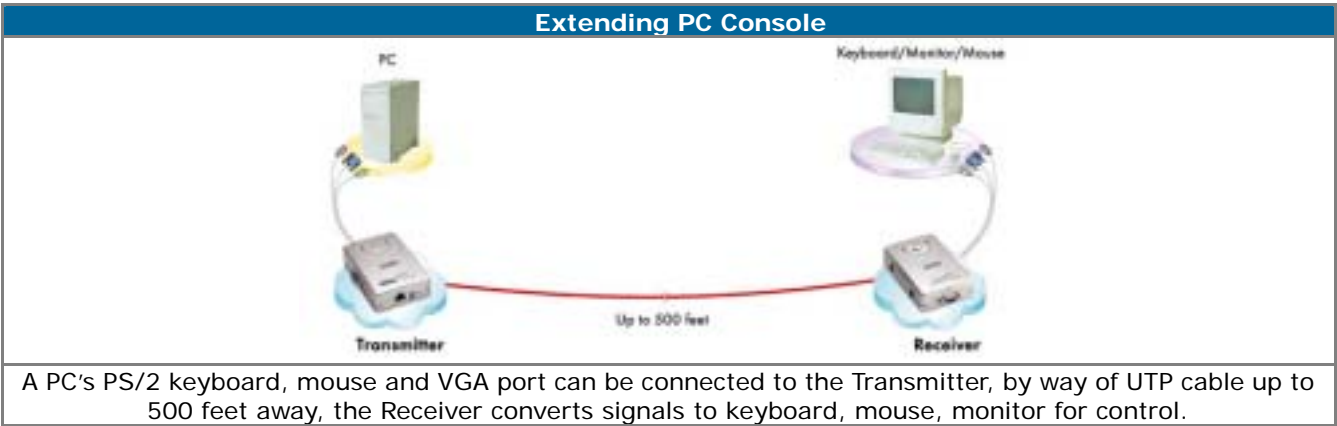 Extending PC Console
PC
Keyboard/Monitor/Mouse
Up to 500 feet
Transmitter
Receiver
A PC's PS/2 keyboard, mouse and VGA port can be connected to the Transmitter, by way of UTP cable up to
500 feet away, the Receiver converts signals to keyboard, mouse, monitor for control.